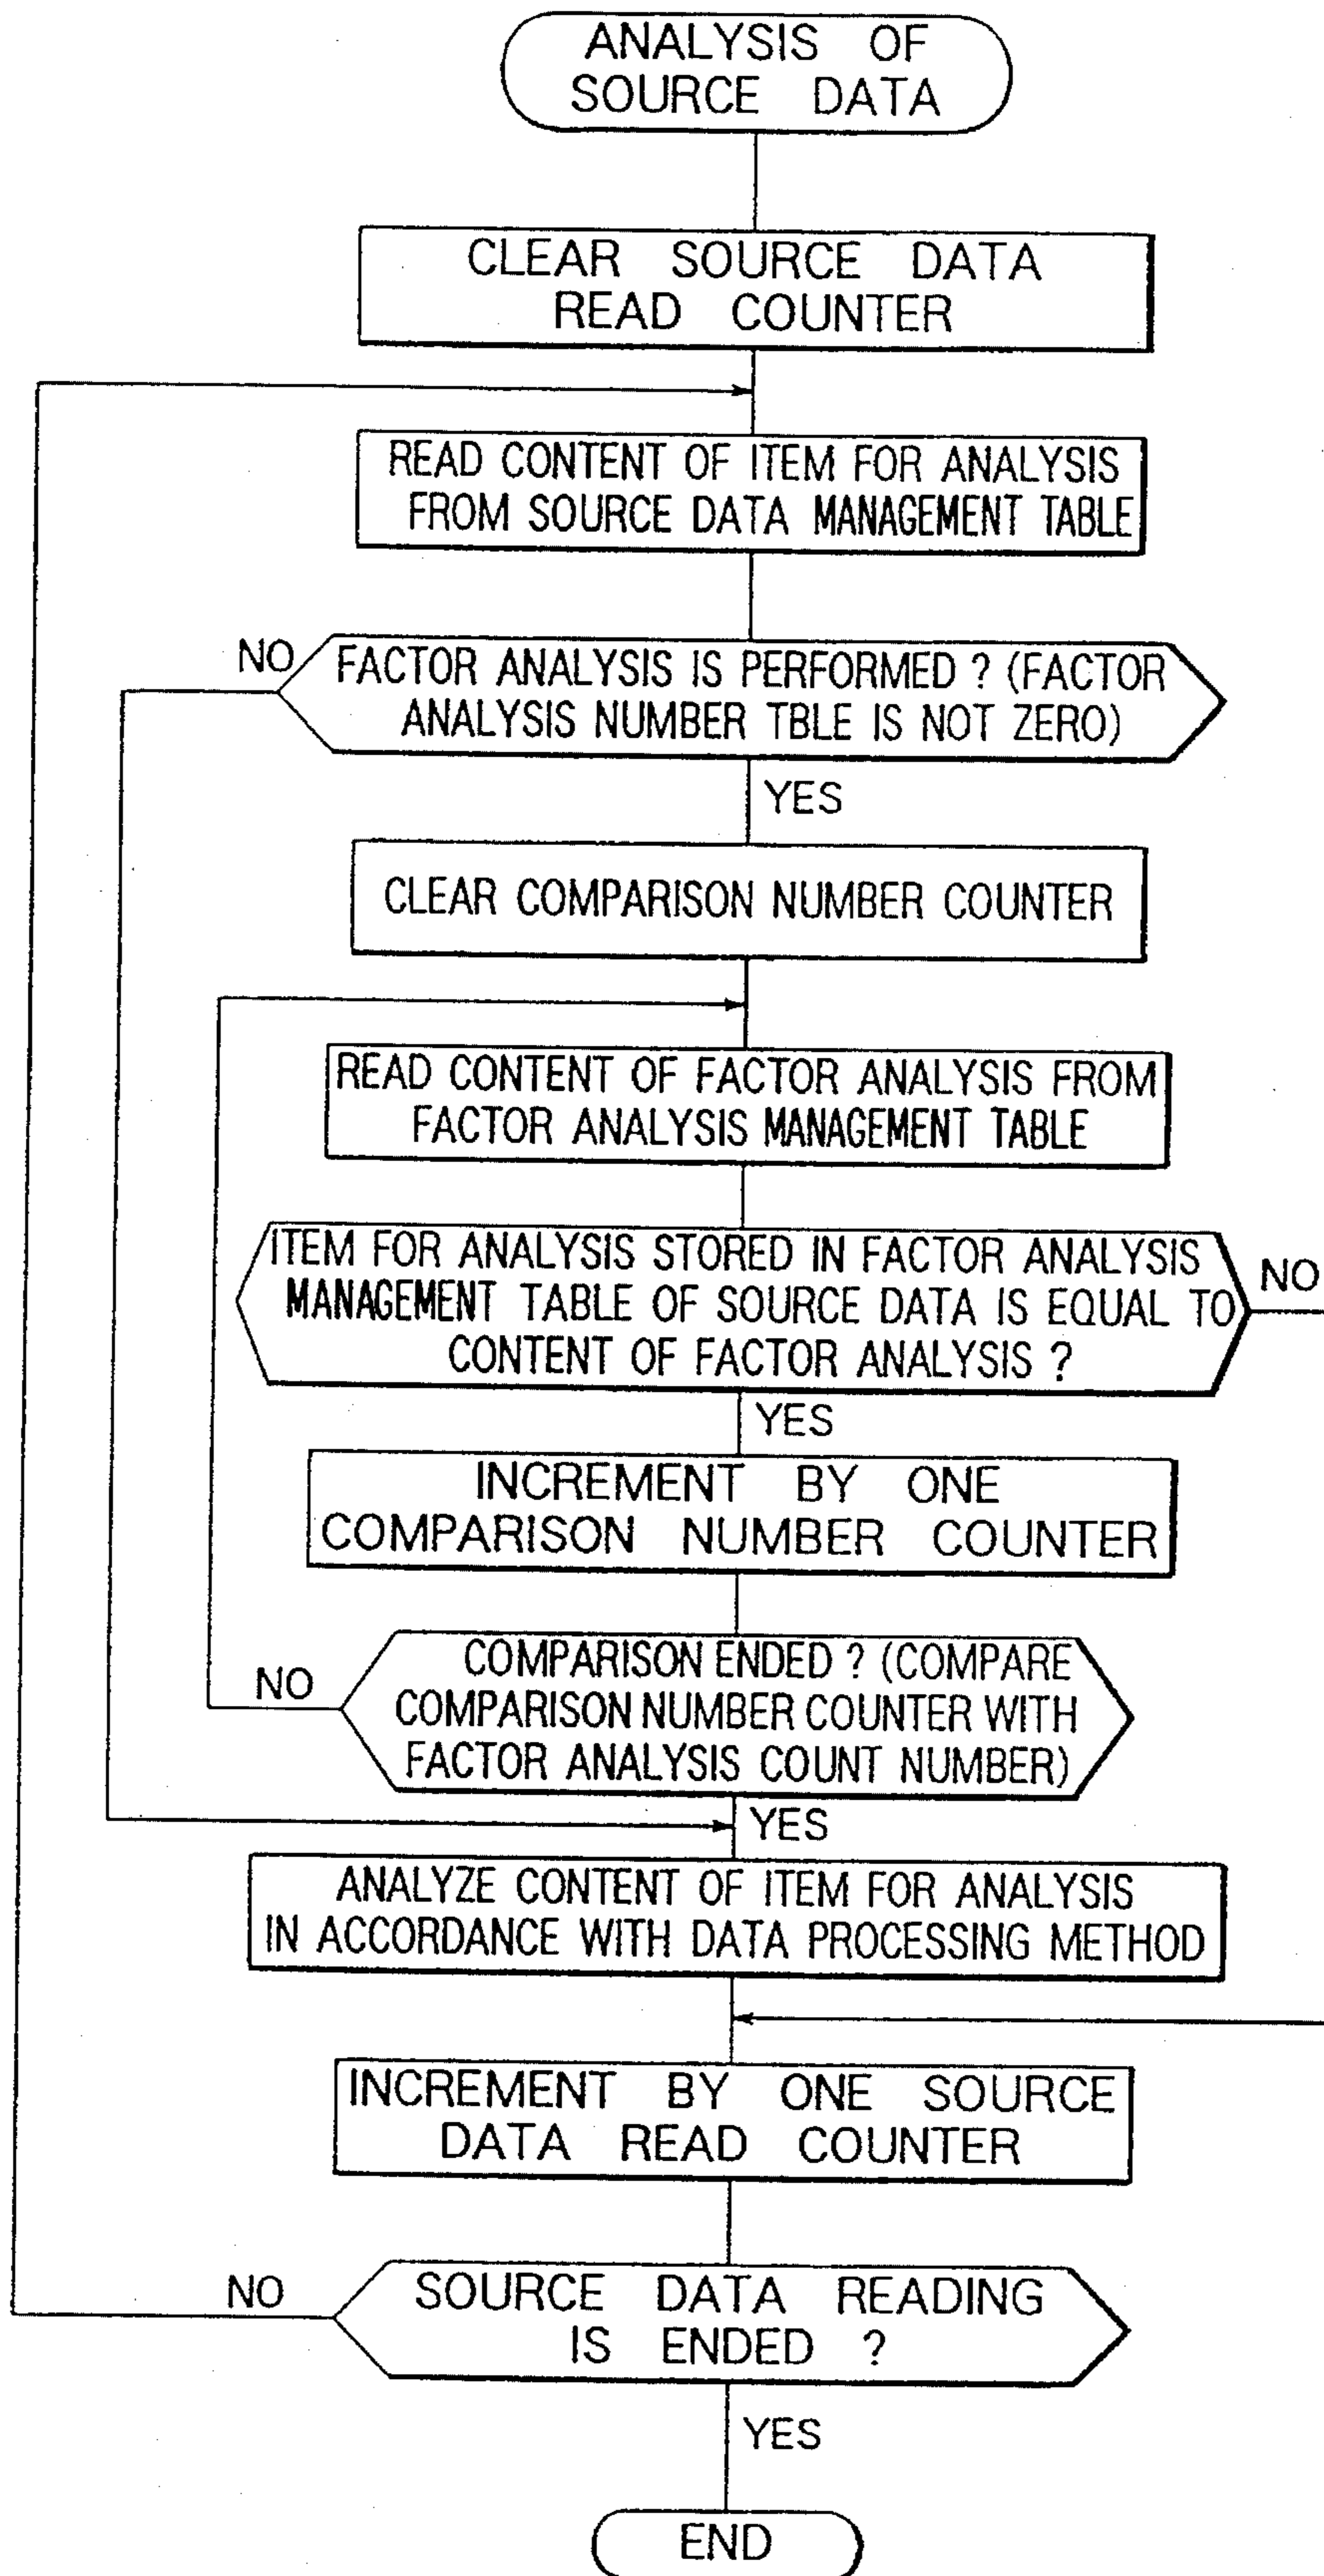 ANALYSIS OF
SOURCE DATA
CLEAR SOURCE DATA
READ COUNTER
READ CONTENT OF ITEM FOR ANALYSIS
FROM SOURCE DATA MANAGEMENT TABLE
NO
FACTOR ANALYSIS IS PERFORMED ? (FACTOR
ANALYSIS NUMBER TBLE IS NOT ZERO)
YES
CLEAR COMPARISON NUMBER COUNTER
READ CONTENT OF FACTOR ANALYSIS FROM
FACTOR ANALYSIS MANAGEMENT TABLE
ITEM FOR ANALYSIS STORED IN FACTOR ANALYSIS
MANAGEMENT TABLE OF SOURCE DATA IS EQUAL TO
CONTENT OF FACTOR ANALYSIS ?
NO
YES
INCREMENT BY ONE
COMPARISON NUMBER COUNTER
COMPARISON ENDED ? (COMPARE
COMPARISON NUMBER COUNTER WITH
FACTOR ANALYSIS COUNT NUMBER)
NO
YES
ANALYZE CONTENT OF ITEM FOR ANALYSIS
IN ACCORDANCE WITH DATA PROCESSING METHOD
INCREMENT BY ONE SOURCE
DATA READ COUNTER
NO
SOURCE DATA READING
IS ENDED ?
YES
END